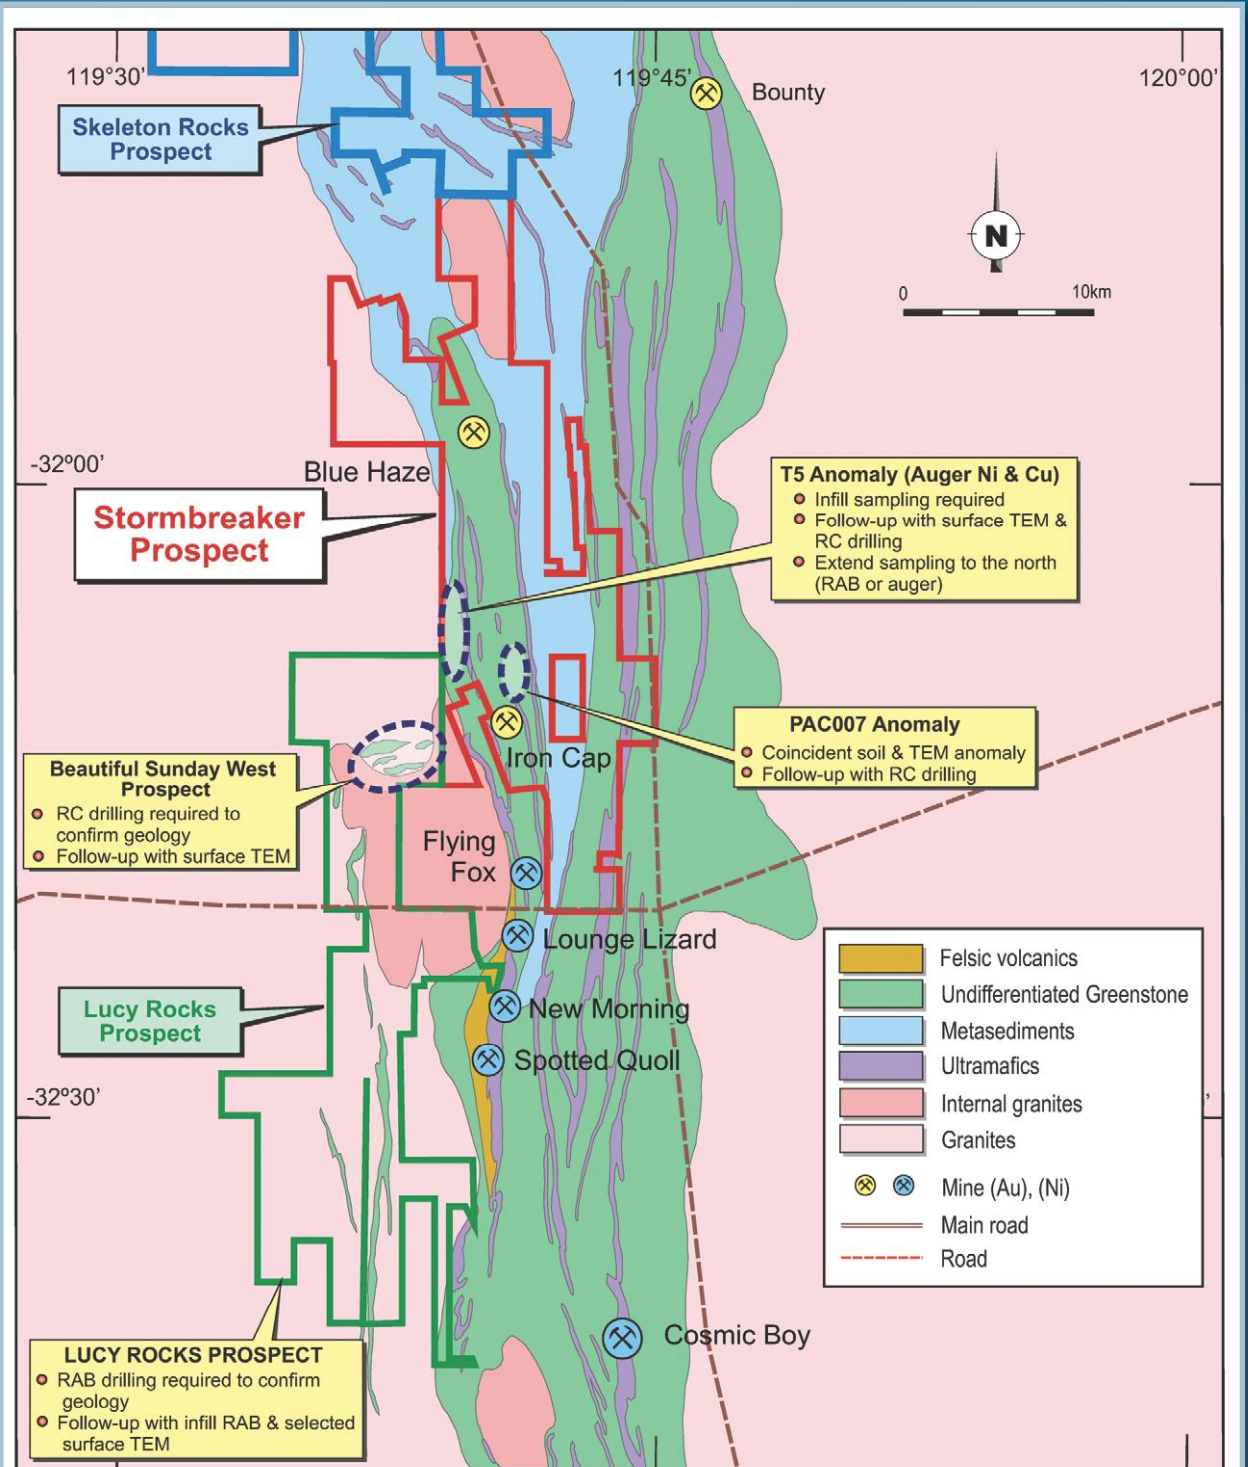 119°30'
119°45'
120°00'
Bounty
Skeleton Rocks
Prospect
N
0
10km
-32°00'
Blue Haze
T5 Anomaly (Auger Ni & Cu)
Infill sampling required
Follow-up with surface TEM &
RC drilling
Extend sampling to the north
(RAB or auger)
Stormbreaker
Prospect
PAC007 Anomaly
Coincident soil & TEM anomaly
Follow-up with RC drilling
Iron Cap
Beautiful Sunday West
Prospect
RC drilling required to
confirm geology
Follow-up with surface TEM
Flying
Fox
Lounge Lizard
New Morning
Spotted Quoll
Lucy Rocks
Prospect
-32º30'
'
Felsic volcanics
Undifferentiated Greenstone
Metasediments
Ultramafics
Internal granites
Granites
Mine (Au), (Ni)
Main road
Road
Cosmic Boy
LUCY ROCKS PROSPECT
RAB drilling required to confirm
geology
Follow-up with infill RAB & selected
surface TEM